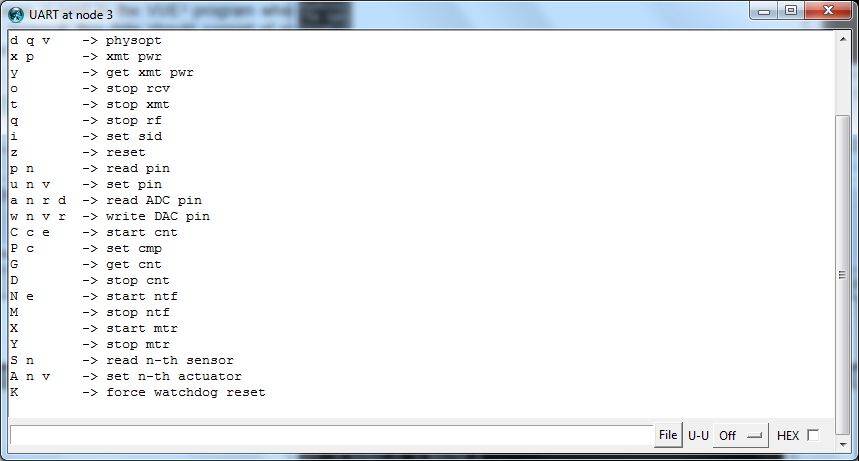 UART at node 3
d q v    -> physopt
x p      -> xmt pwr
y        -> get xmt pwr
o        -> stop rcv
t        -> stop xmt
q        -> stop rf
i        -> set sid
z        -> reset
p n      -> read pin
u n v    -> set pin
a n r d  -> read ADC pin
w n v r  -> write DAC pin
C c e    -> start cnt
P c      -> set cmp
G        -> get cnt
D        -> stop cnt
N e      -> start ntf
M        -> stop ntf
X        -> start mtr
Y        -> stop mtr
S n      -> read n-th sensor
A n v    -> set n-th actuator
K        -> force watchdog reset
File U-U Off HEX